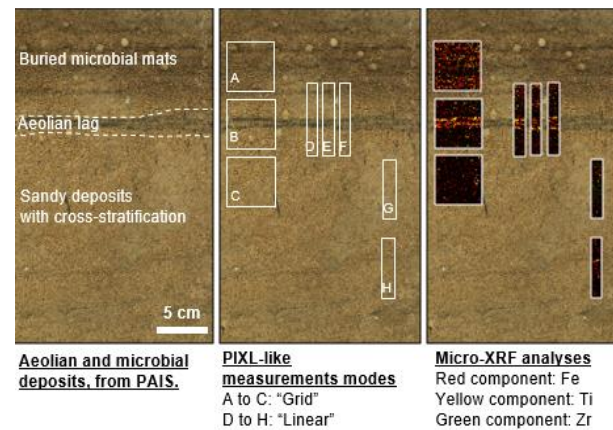 Buried microbial mats
Aeolian lag
Sandy deposits
with cross-stratification
5 cm
A
B
C
D
E
F
G
H
Aeolian and microbial
deposits, from PAIS.
PIXL-like
measurements modes
A to C: “Grid”
D to H: “Linear”
Micro-XRF analyses
Red component: Fe
Yellow component: Ti
Green component: Zr